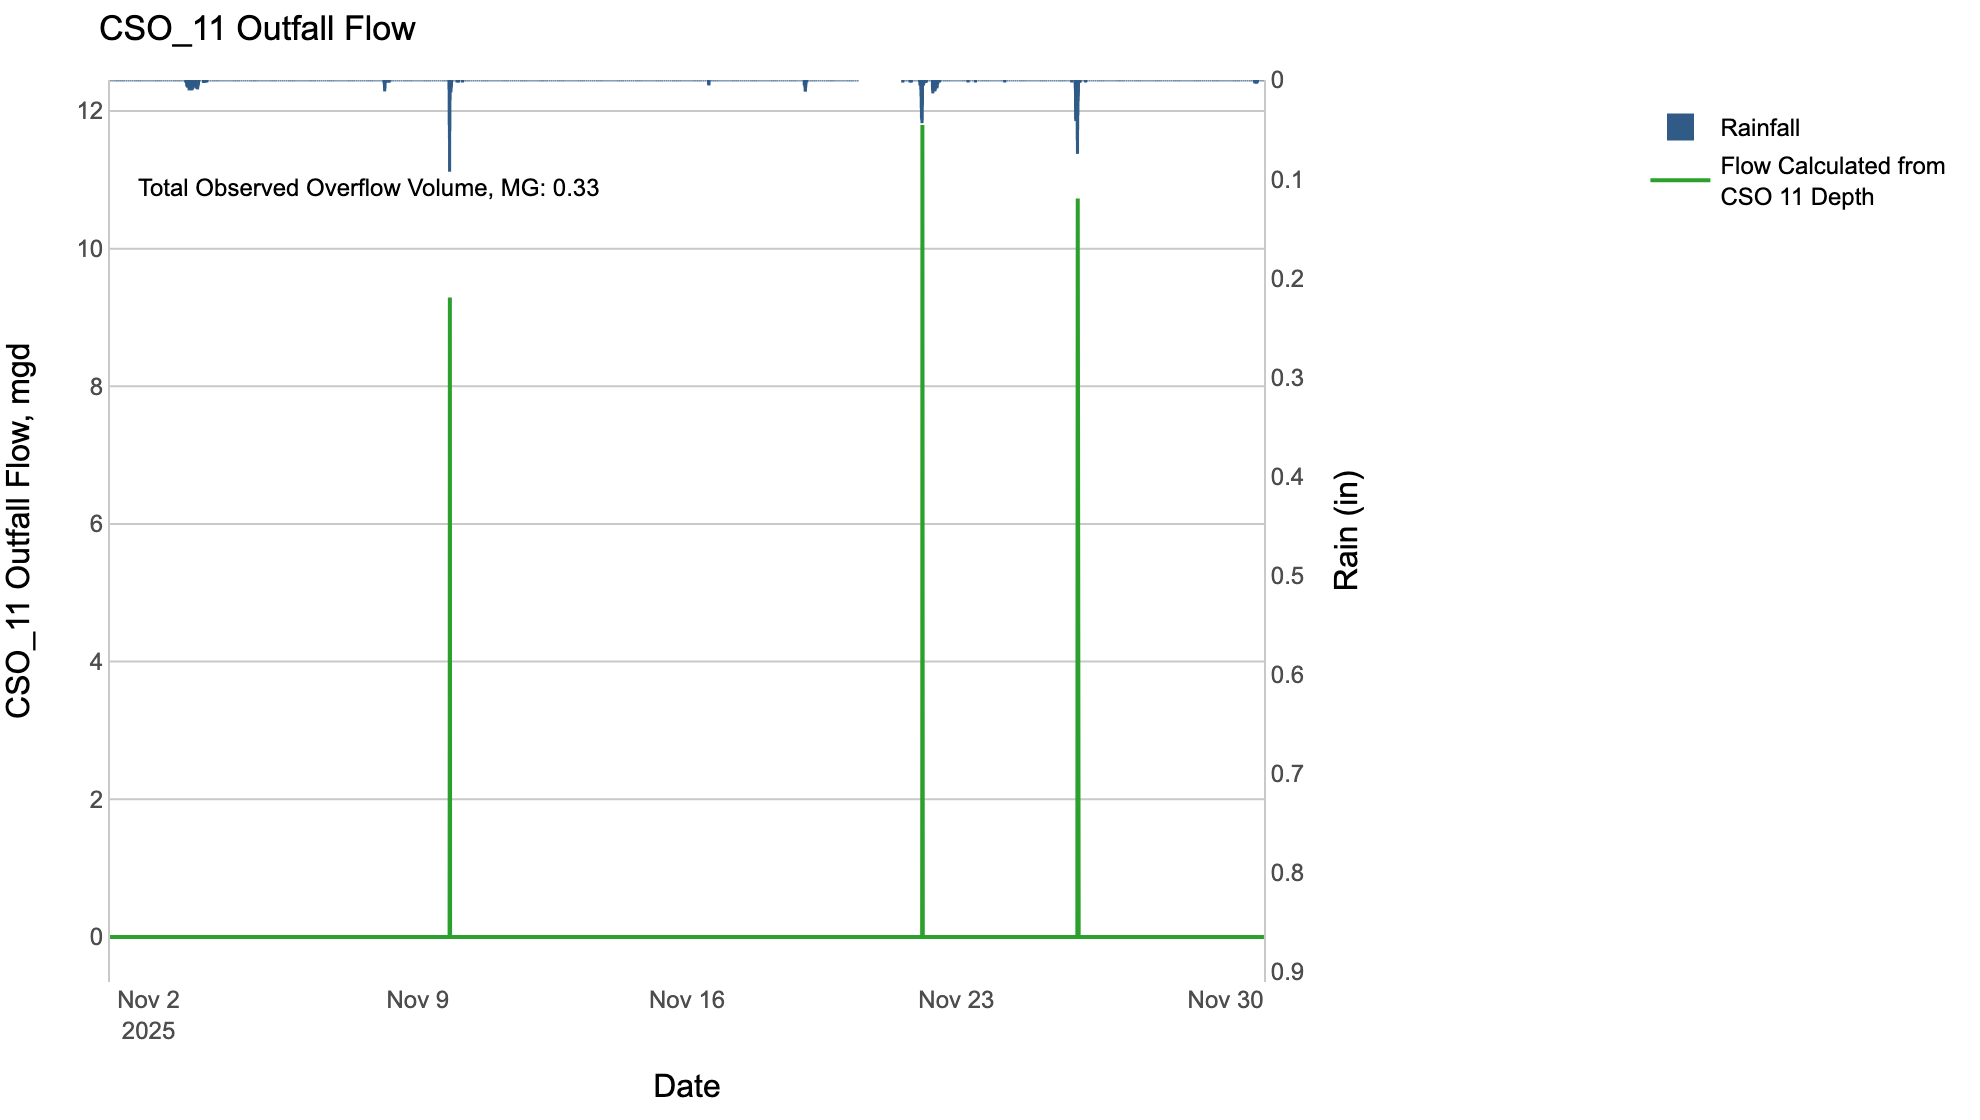 CSO_11 Outfall Flow
12
10
8
6
4
2
0
CSO_11 Outfall Flow, mgd
Total Observed Overflow Volume, MG: 0.33
0
0.1
0.2
0.3
0.4
0.5
0.6
0.7
0.8
0.9
Rain (in)
Nov 2
2025
Nov 9
Nov 16
Nov 23
Nov 30
Date
Rainfall
Flow Calculated from
CSO 11 Depth